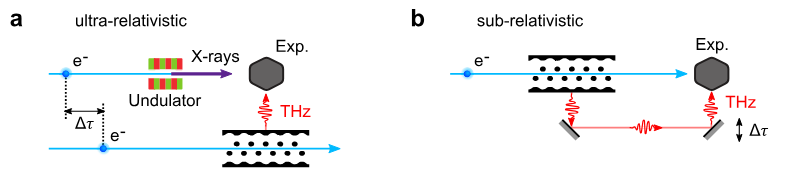 a ultra-relativistic
e⁻
X-rays
Exp.
Undulator
THz
Δτ
e⁻
b sub-relativistic
e⁻
Exp.
THz
Δτ